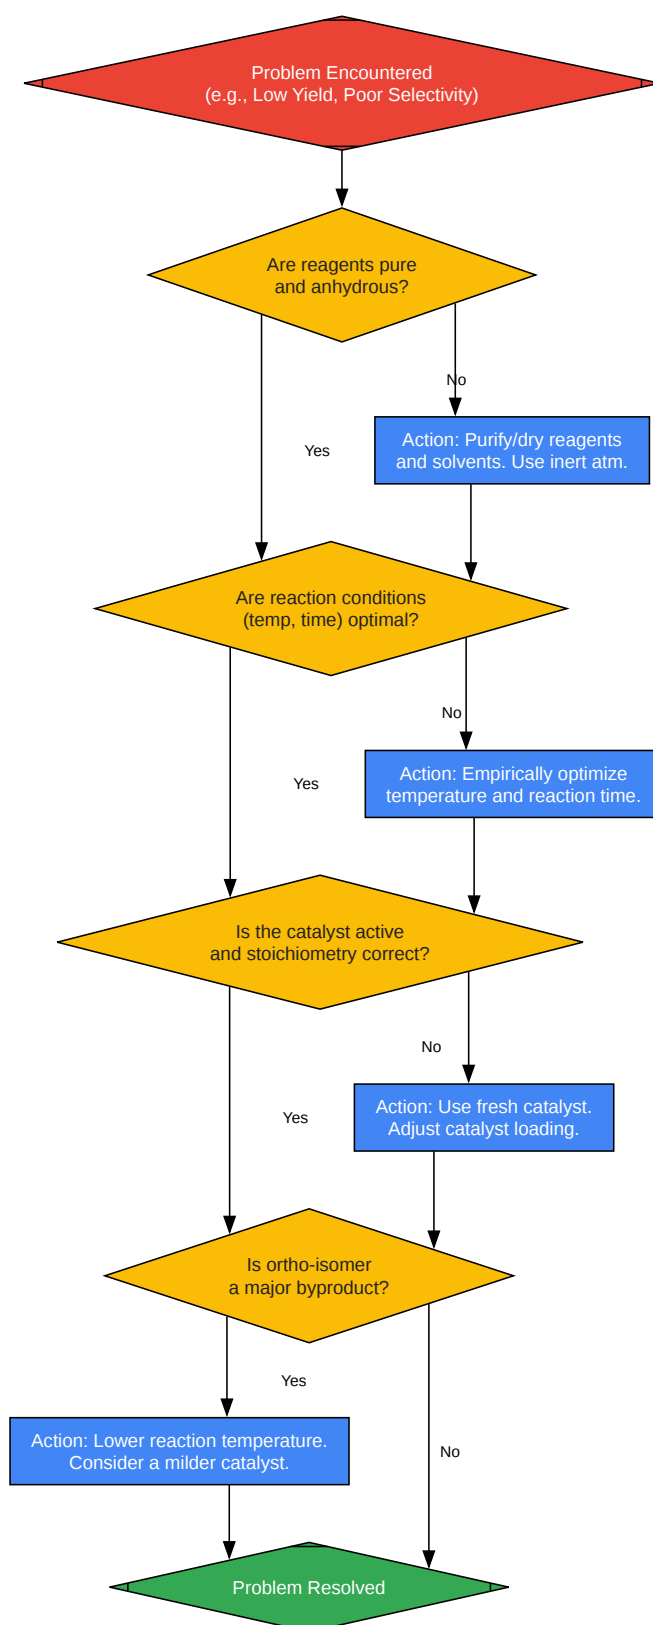 Problem Encountered
(e.g., Low Yield, Poor Selectivity)
Are reagents pure
and anhydrous?
No
Action: Purify/dry reagents
and solvents. Use inert atm.
Yes
Are reaction conditions
(temp, time) optimal?
No
Action: Empirically optimize
temperature and reaction time.
Yes
Is the catalyst active
and stoichiometry correct?
No
Action: Use fresh catalyst.
Adjust catalyst loading.
Yes
Is ortho-isomer
a major byproduct?
Yes
Action: Lower reaction temperature.
Consider a milder catalyst.
No
Problem Resolved